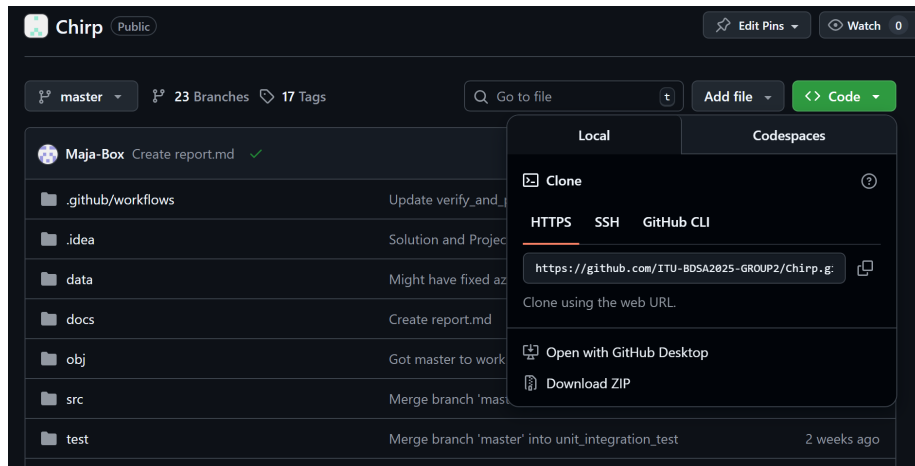 Chirp Public Edit Pins Watch 0
master 23 Branches 17 Tags Go to file t Add file <> Code
Local Codespaces
Maja-Box Create report.md
Clone
.github/workflows Update verify_and_
HTTPS SSH GitHub CLI
.idea Solution and Projec
https://github.com/ITU-BDSA2025-GROUP2/Chirp.g
data Might have fixed az
Clone using the web URL.
docs Create report.md
Open with GitHub Desktop
obj Got master to work
Download ZIP
src Merge branch 'mas
test Merge branch 'master' into unit_integration_test 2 weeks ago